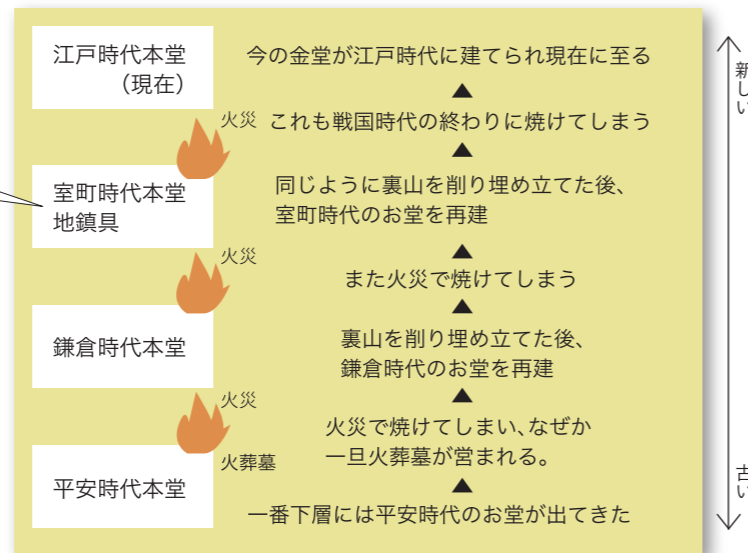 江戸時代本堂
（現在）
今の金堂が江戸時代に建てられ現在に至る
▲
火災
これも戦国時代の終わりに焼けてしまう
▲
室町時代本堂
地鎮具
同じように裏山を削り埋め立てた後、
室町時代のお堂を再建
▲
火災
また火災で焼けてしまう
▲
鎌倉時代本堂
裏山を削り埋め立てた後、
鎌倉時代のお堂を再建
▲
火災
火災で焼けてしまい、なぜか
一旦火葬墓が営まれる。
火葬墓
▲
平安時代本堂
一番下層には平安時代のお堂が出てきた
新しい
古い